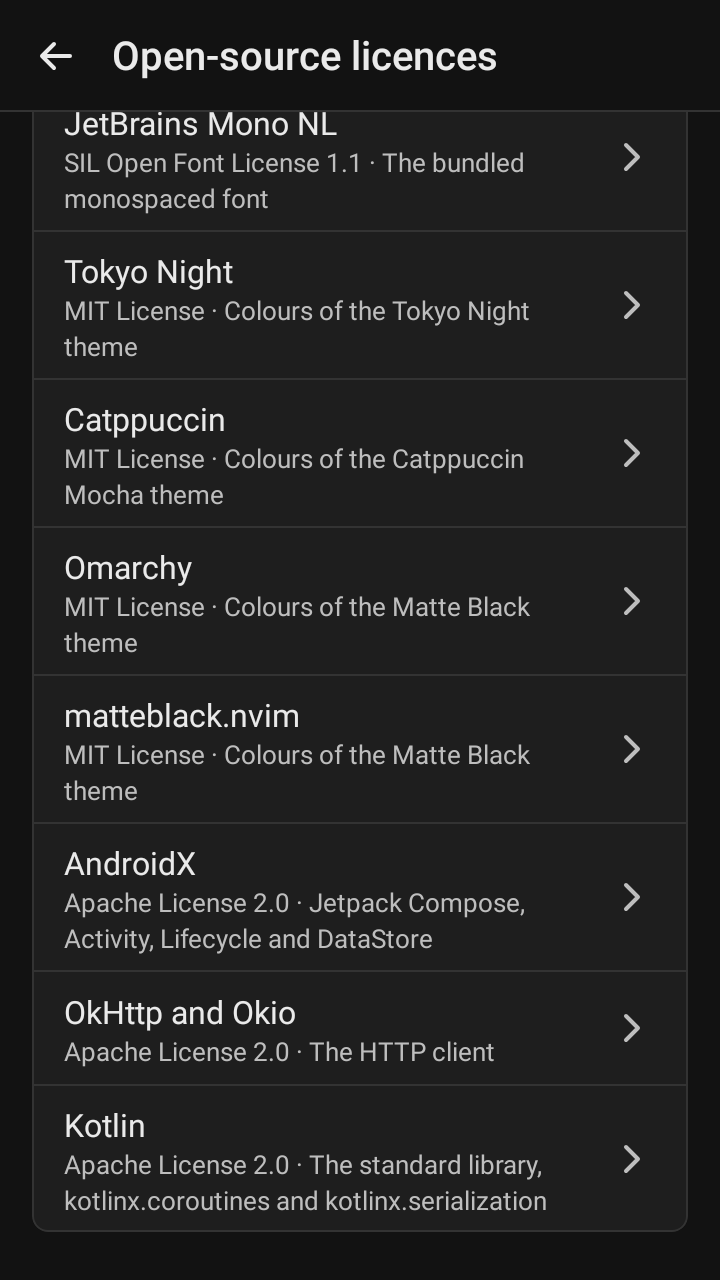 Open-source licences
JetBrains Mono NL
SIL Open Font License 1.1 · The bundled
monospaced font
Tokyo Night
MIT License · Colours of the Tokyo Night
theme
Catppuccin
MIT License · Colours of the Catppuccin
Mocha theme
Omarchy
MIT License · Colours of the Matte Black
theme
matteblack.nvim
MIT License · Colours of the Matte Black
theme
AndroidX
Apache License 2.0 · Jetpack Compose,
Activity, Lifecycle and DataStore
OkHttp and Okio
Apache License 2.0 · The HTTP client
Kotlin
Apache License 2.0 · The standard library,
kotlinx.coroutines and kotlinx.serialization